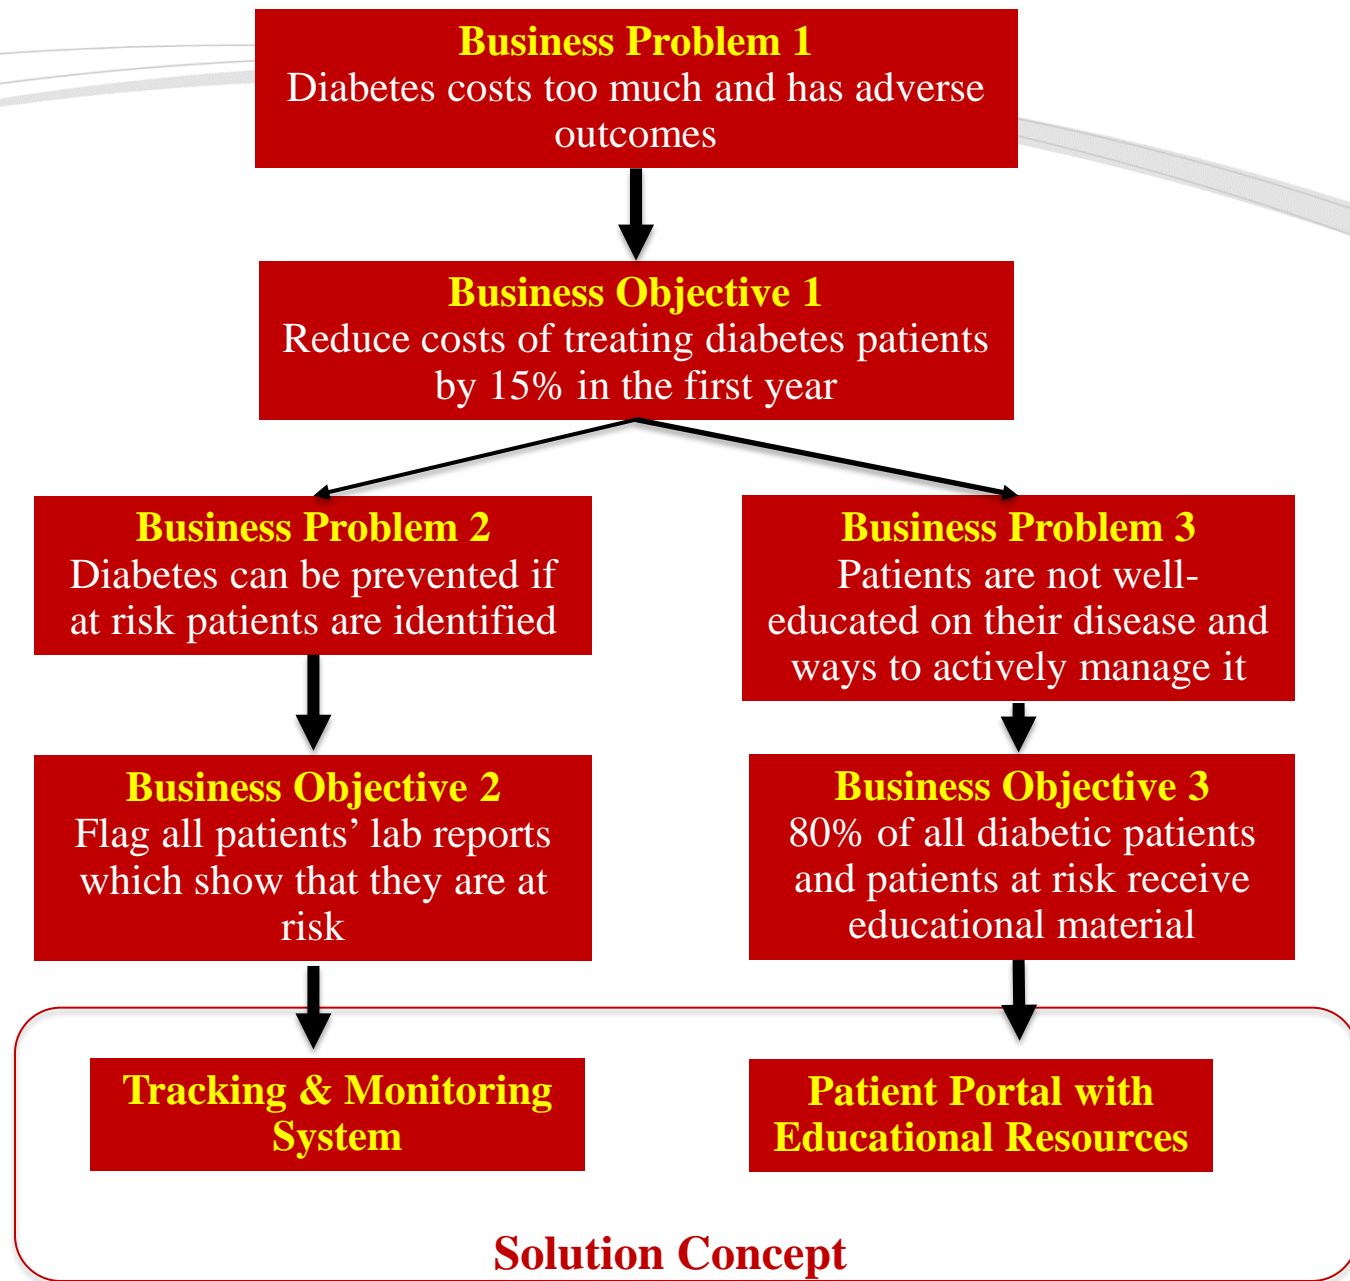 Business Problem 1
Diabetes costs too much and has adverse
outcomes
Business Objective 1
Reduce costs of treating diabetes patients
by 15% in the first year
Business Problem 2
Diabetes can be prevented if
at risk patients are identified
Business Problem 3
Patients are not well-
educated on their disease and
ways to actively manage it
Business Objective 2
Flag all patients’ lab reports
which show that they are at
risk
Business Objective 3
80% of all diabetic patients
and patients at risk receive
educational material
Tracking & Monitoring
System
Patient Portal with
Educational Resources
Solution Concept